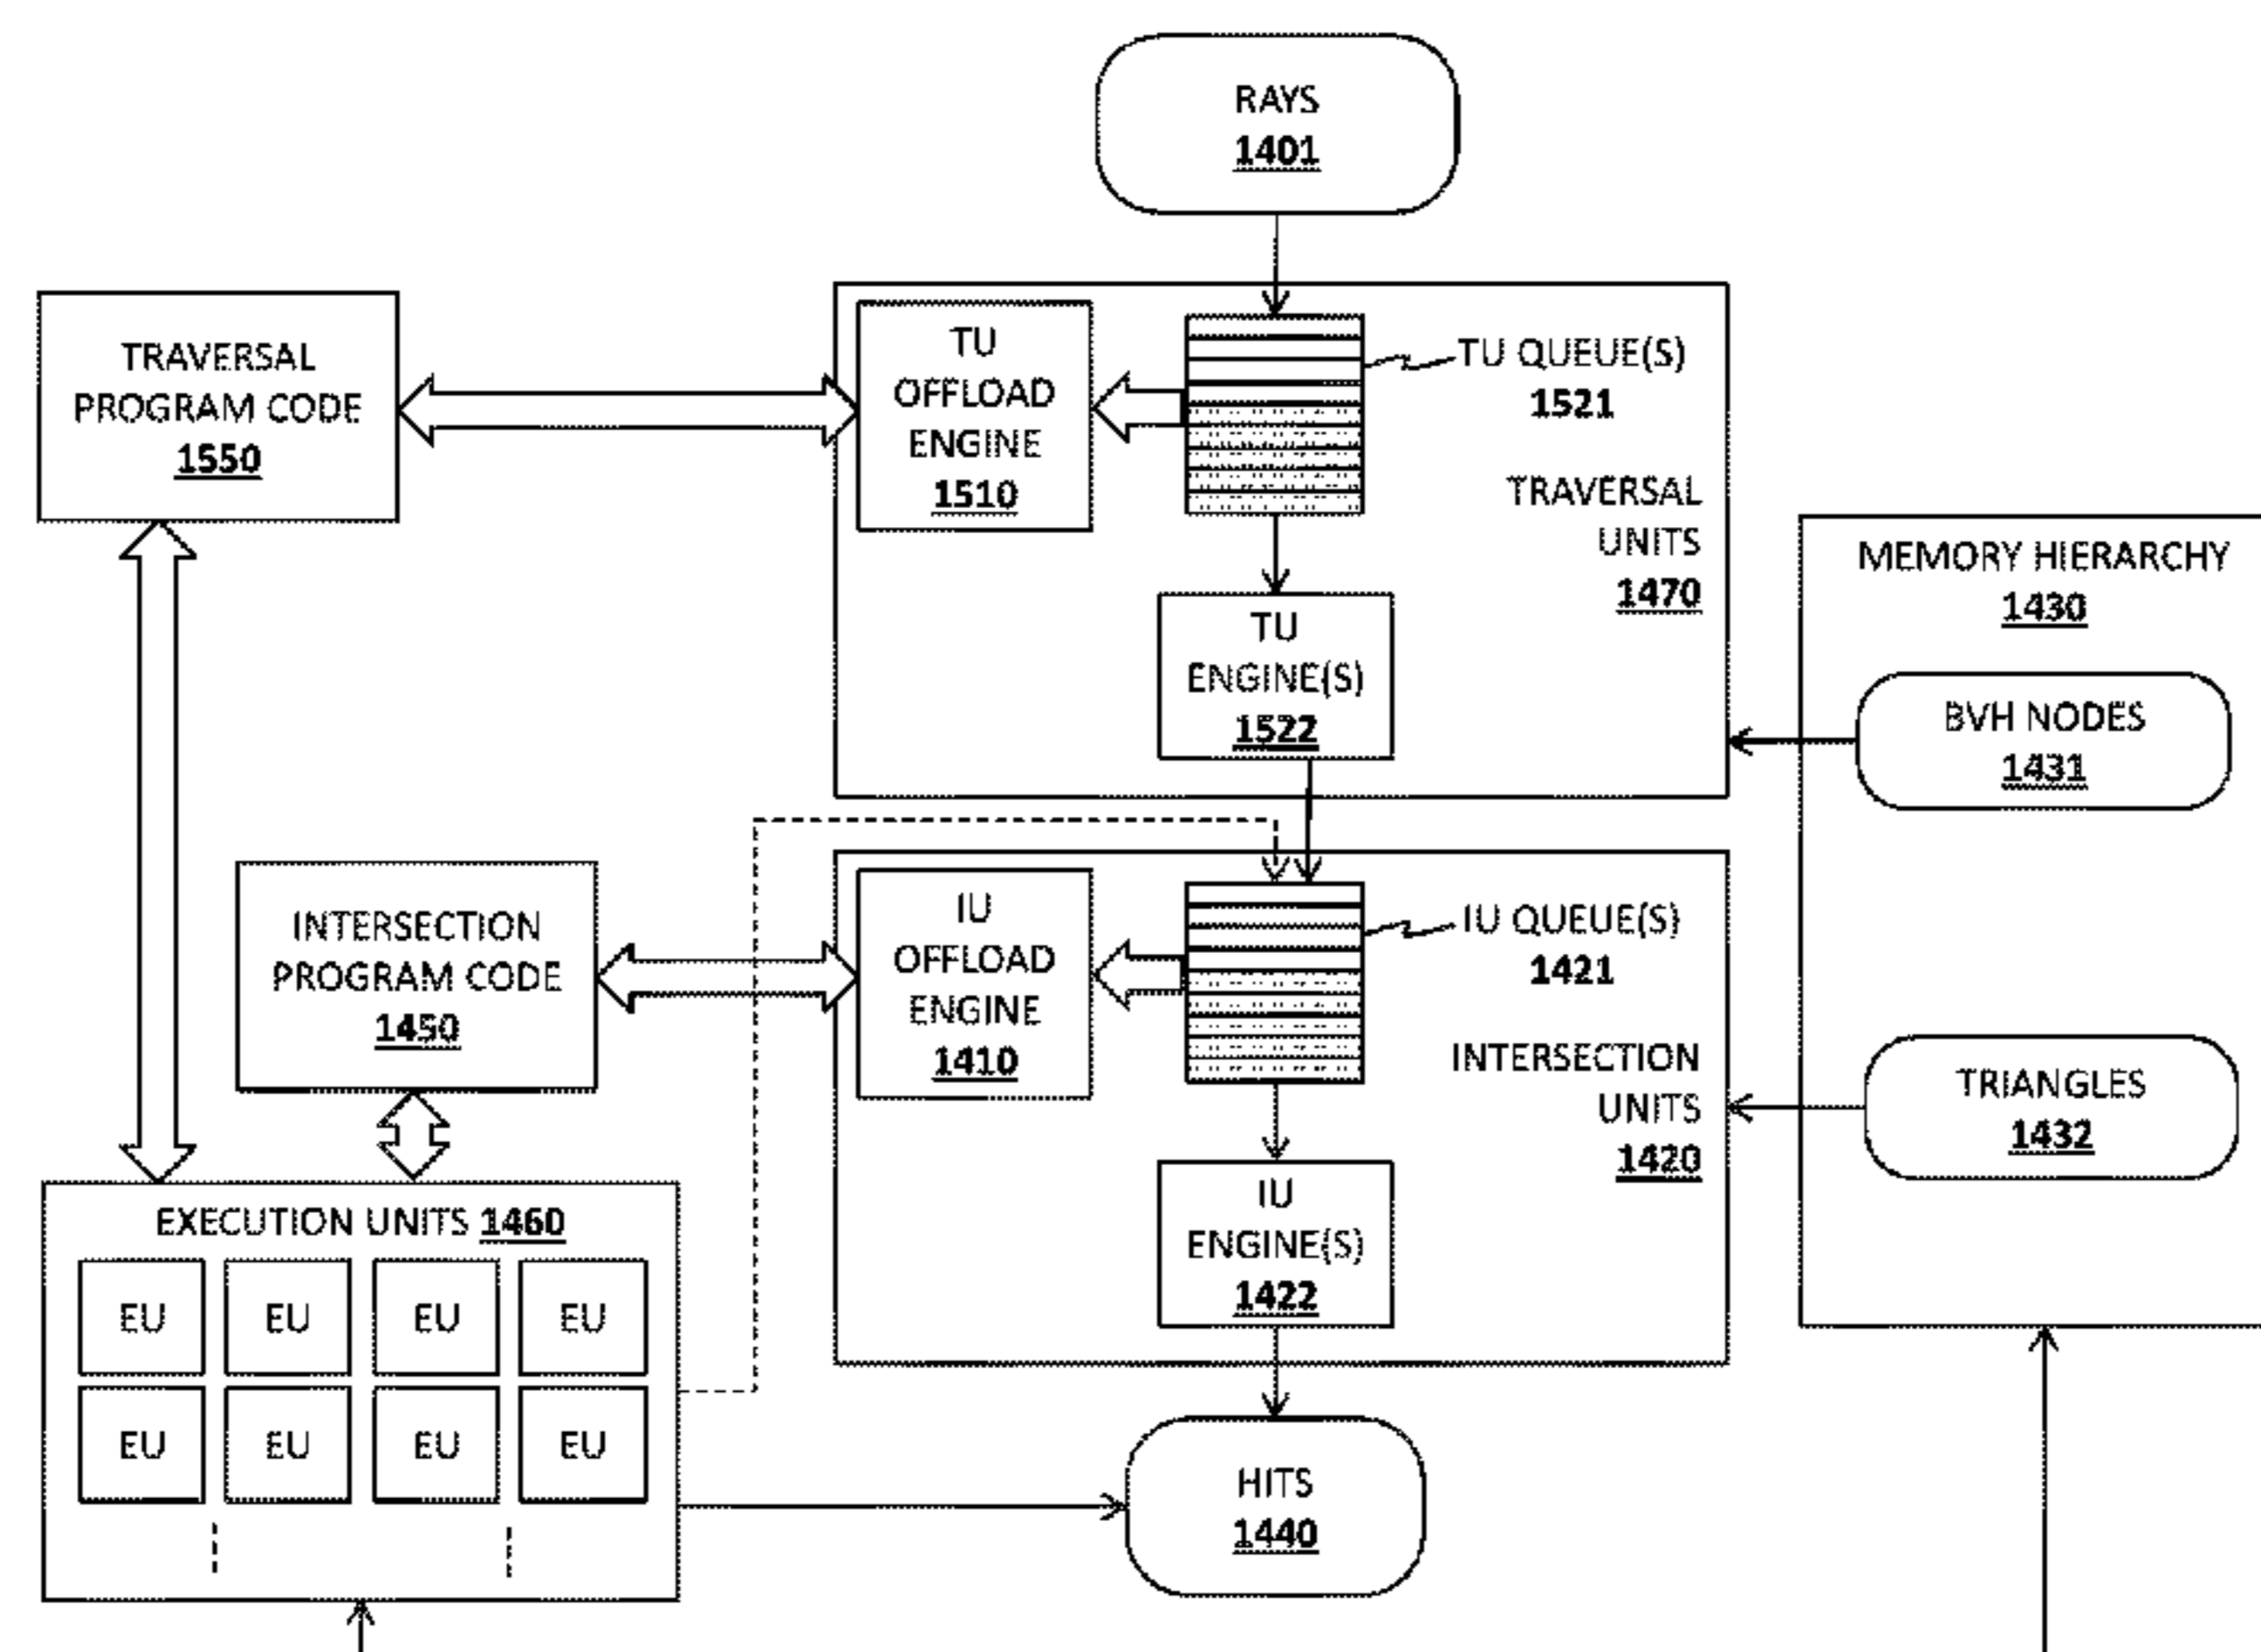 RAYS
1401
TRAVERSAL
PROGRAM CODE
1550
TU
OFFLOAD
ENGINE
1510
TU QUEUE(S)
1521
TRAVERSAL
UNITS
1470
TU
ENGINE(S)
1522
MEMORY HIERARCHY
1430
BVH NODES
1431
TRIANGLES
1432
INTERSECTION
PROGRAM CODE
1450
IU
OFFLOAD
ENGINE
1410
IU QUEUE(S)
1421
INTERSECTION
UNITS
1420
IU
ENGINE(S)
1422
EXECUTION UNITS 1460
EU EU EU EU
EU EU EU EU
HITS
1440